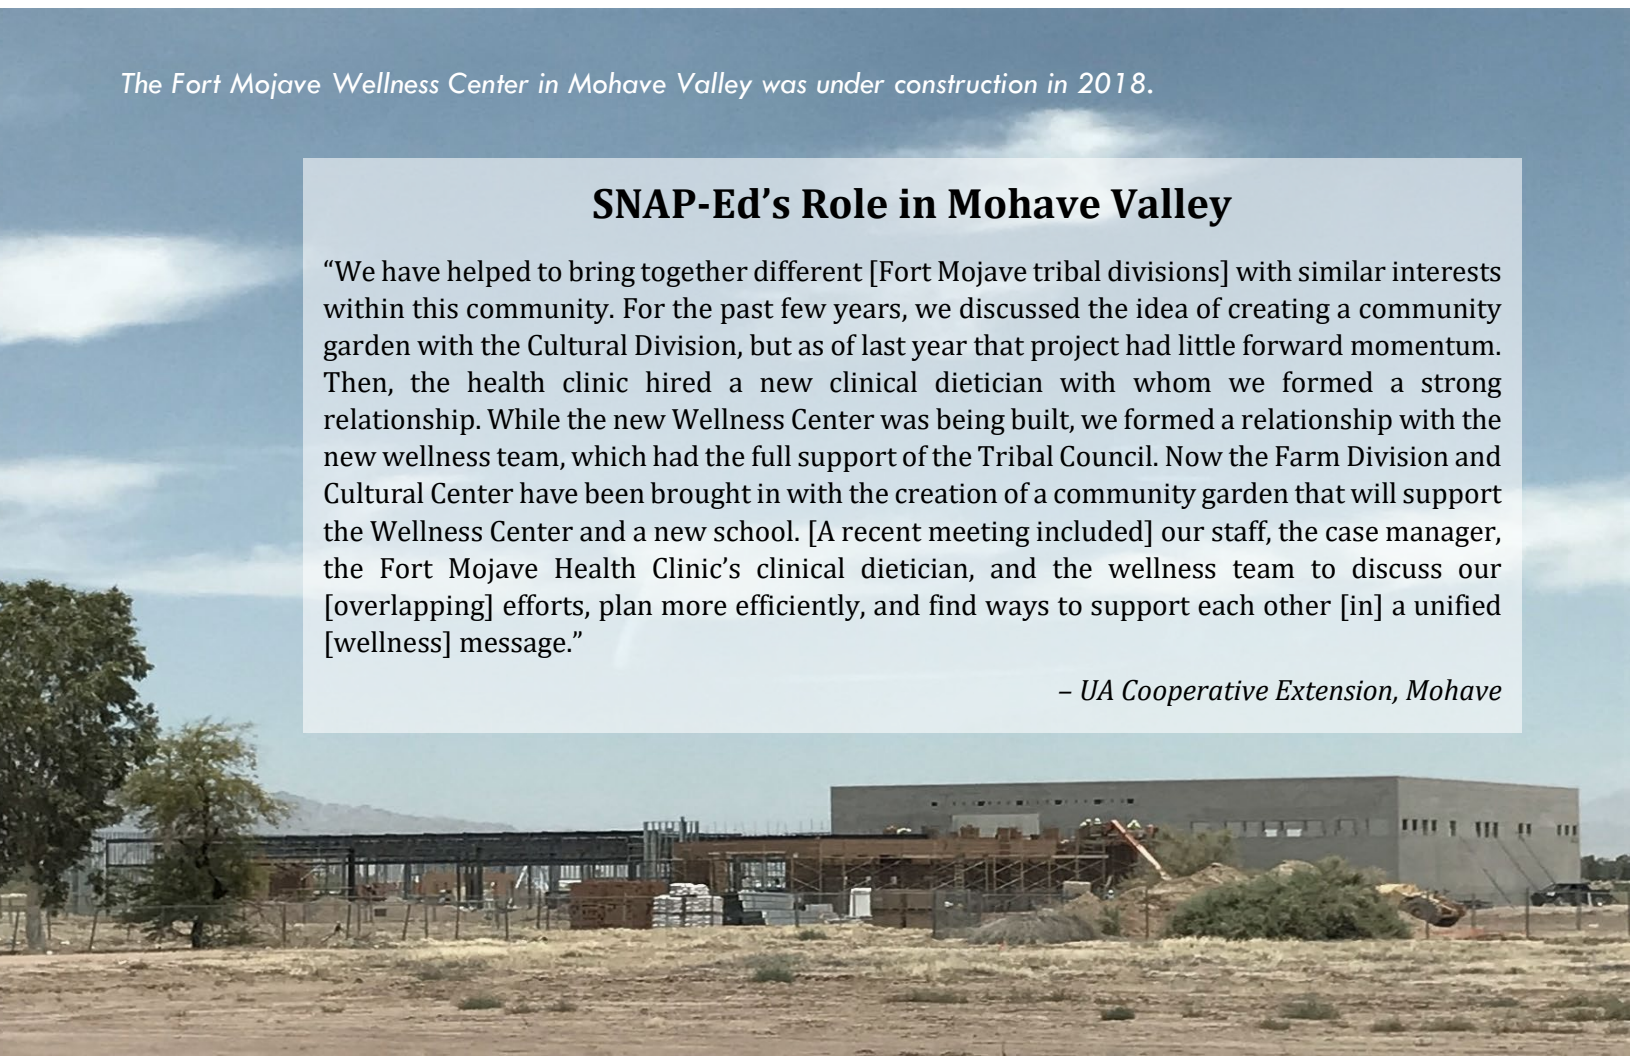 The Fort Mojave Wellness Center in Mohave Valley was under construction in 2018.
SNAP-Ed’s Role in Mohave Valley
“We have helped to bring together different [Fort Mojave tribal divisions] with similar interests
within this community. For the past few years, we discussed the idea of creating a community
garden with the Cultural Division, but as of last year that project had little forward momentum.
Then, the health clinic hired a new clinical dietician with whom we formed a strong
relationship. While the new Wellness Center was being built, we formed a relationship with the
new wellness team, which had the full support of the Tribal Council. Now the Farm Division and
Cultural Center have been brought in with the creation of a community garden that will support
the Wellness Center and a new school. [A recent meeting included] our staff, the case manager,
the Fort Mojave Health Clinic’s clinical dietician, and the wellness team to discuss our
[overlapping] efforts, plan more efficiently, and find ways to support each other [in] a unified
[wellness] message.”
– UA Cooperative Extension, Mohave